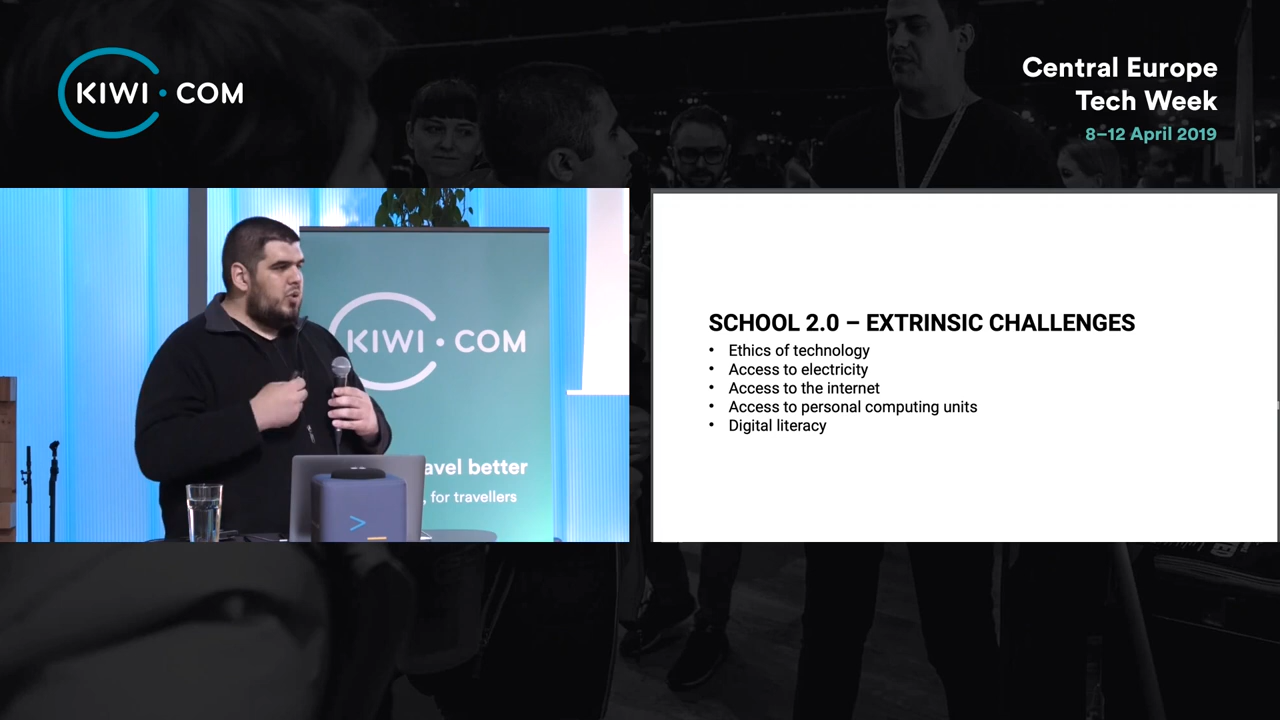 KIWI·COM
Central Europe
Tech Week
8–12 April 2019
KIWI·COM
avel better
, for travellers
>_
SCHOOL 2.0 – EXTRINSIC CHALLENGES
• Ethics of technology
• Access to electricity
• Access to the internet
• Access to personal computing units
• Digital literacy